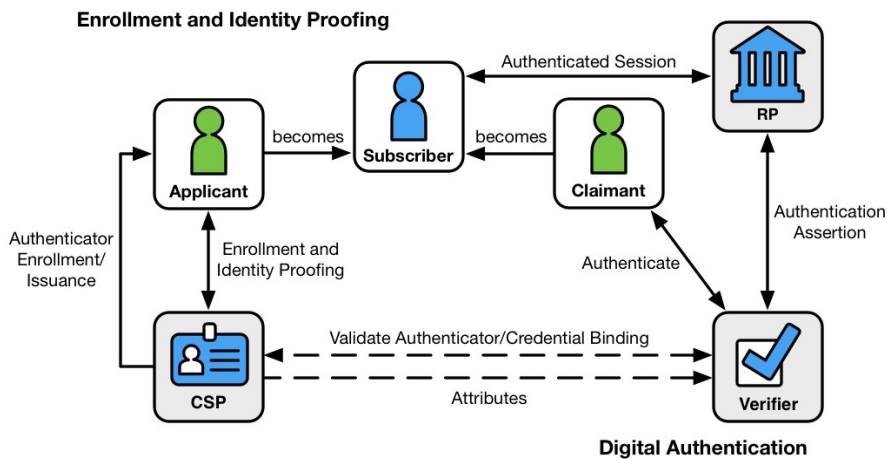 Enrollment and Identity Proofing
Authenticated Session
RP
becomes
Subscriber
becomes
Applicant
Claimant
Authenticator
Enrollment/
Issuance
Enrollment and
Identity Proofing
Authenticate
Authentication
Assertion
Validate Authenticator/Credential Binding
CSP
Attributes
Verifier
Digital Authentication